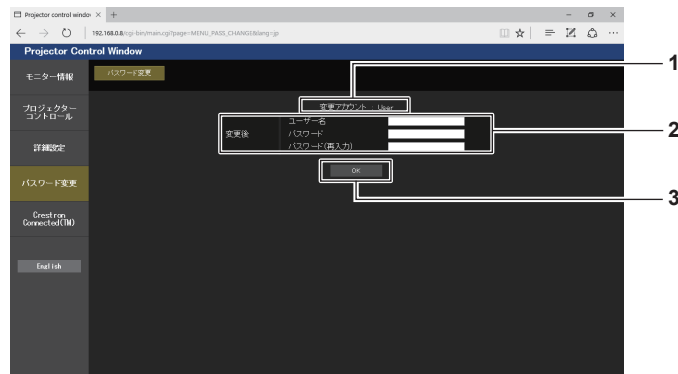 Projector control window
192.168.0.8/cgi-bin/main.cgi?page=MENU_PASS_CHANGE&lang=jp
Projector Control Window
モニター情報
パスワード変更
1
プロジェクター
コントロール
変更アカウント : User
変更後
ユーザー名
パスワード
パスワード(再入力)
2
詳細設定
OK
パスワード変更
3
Crestron
Connected(TM)
English